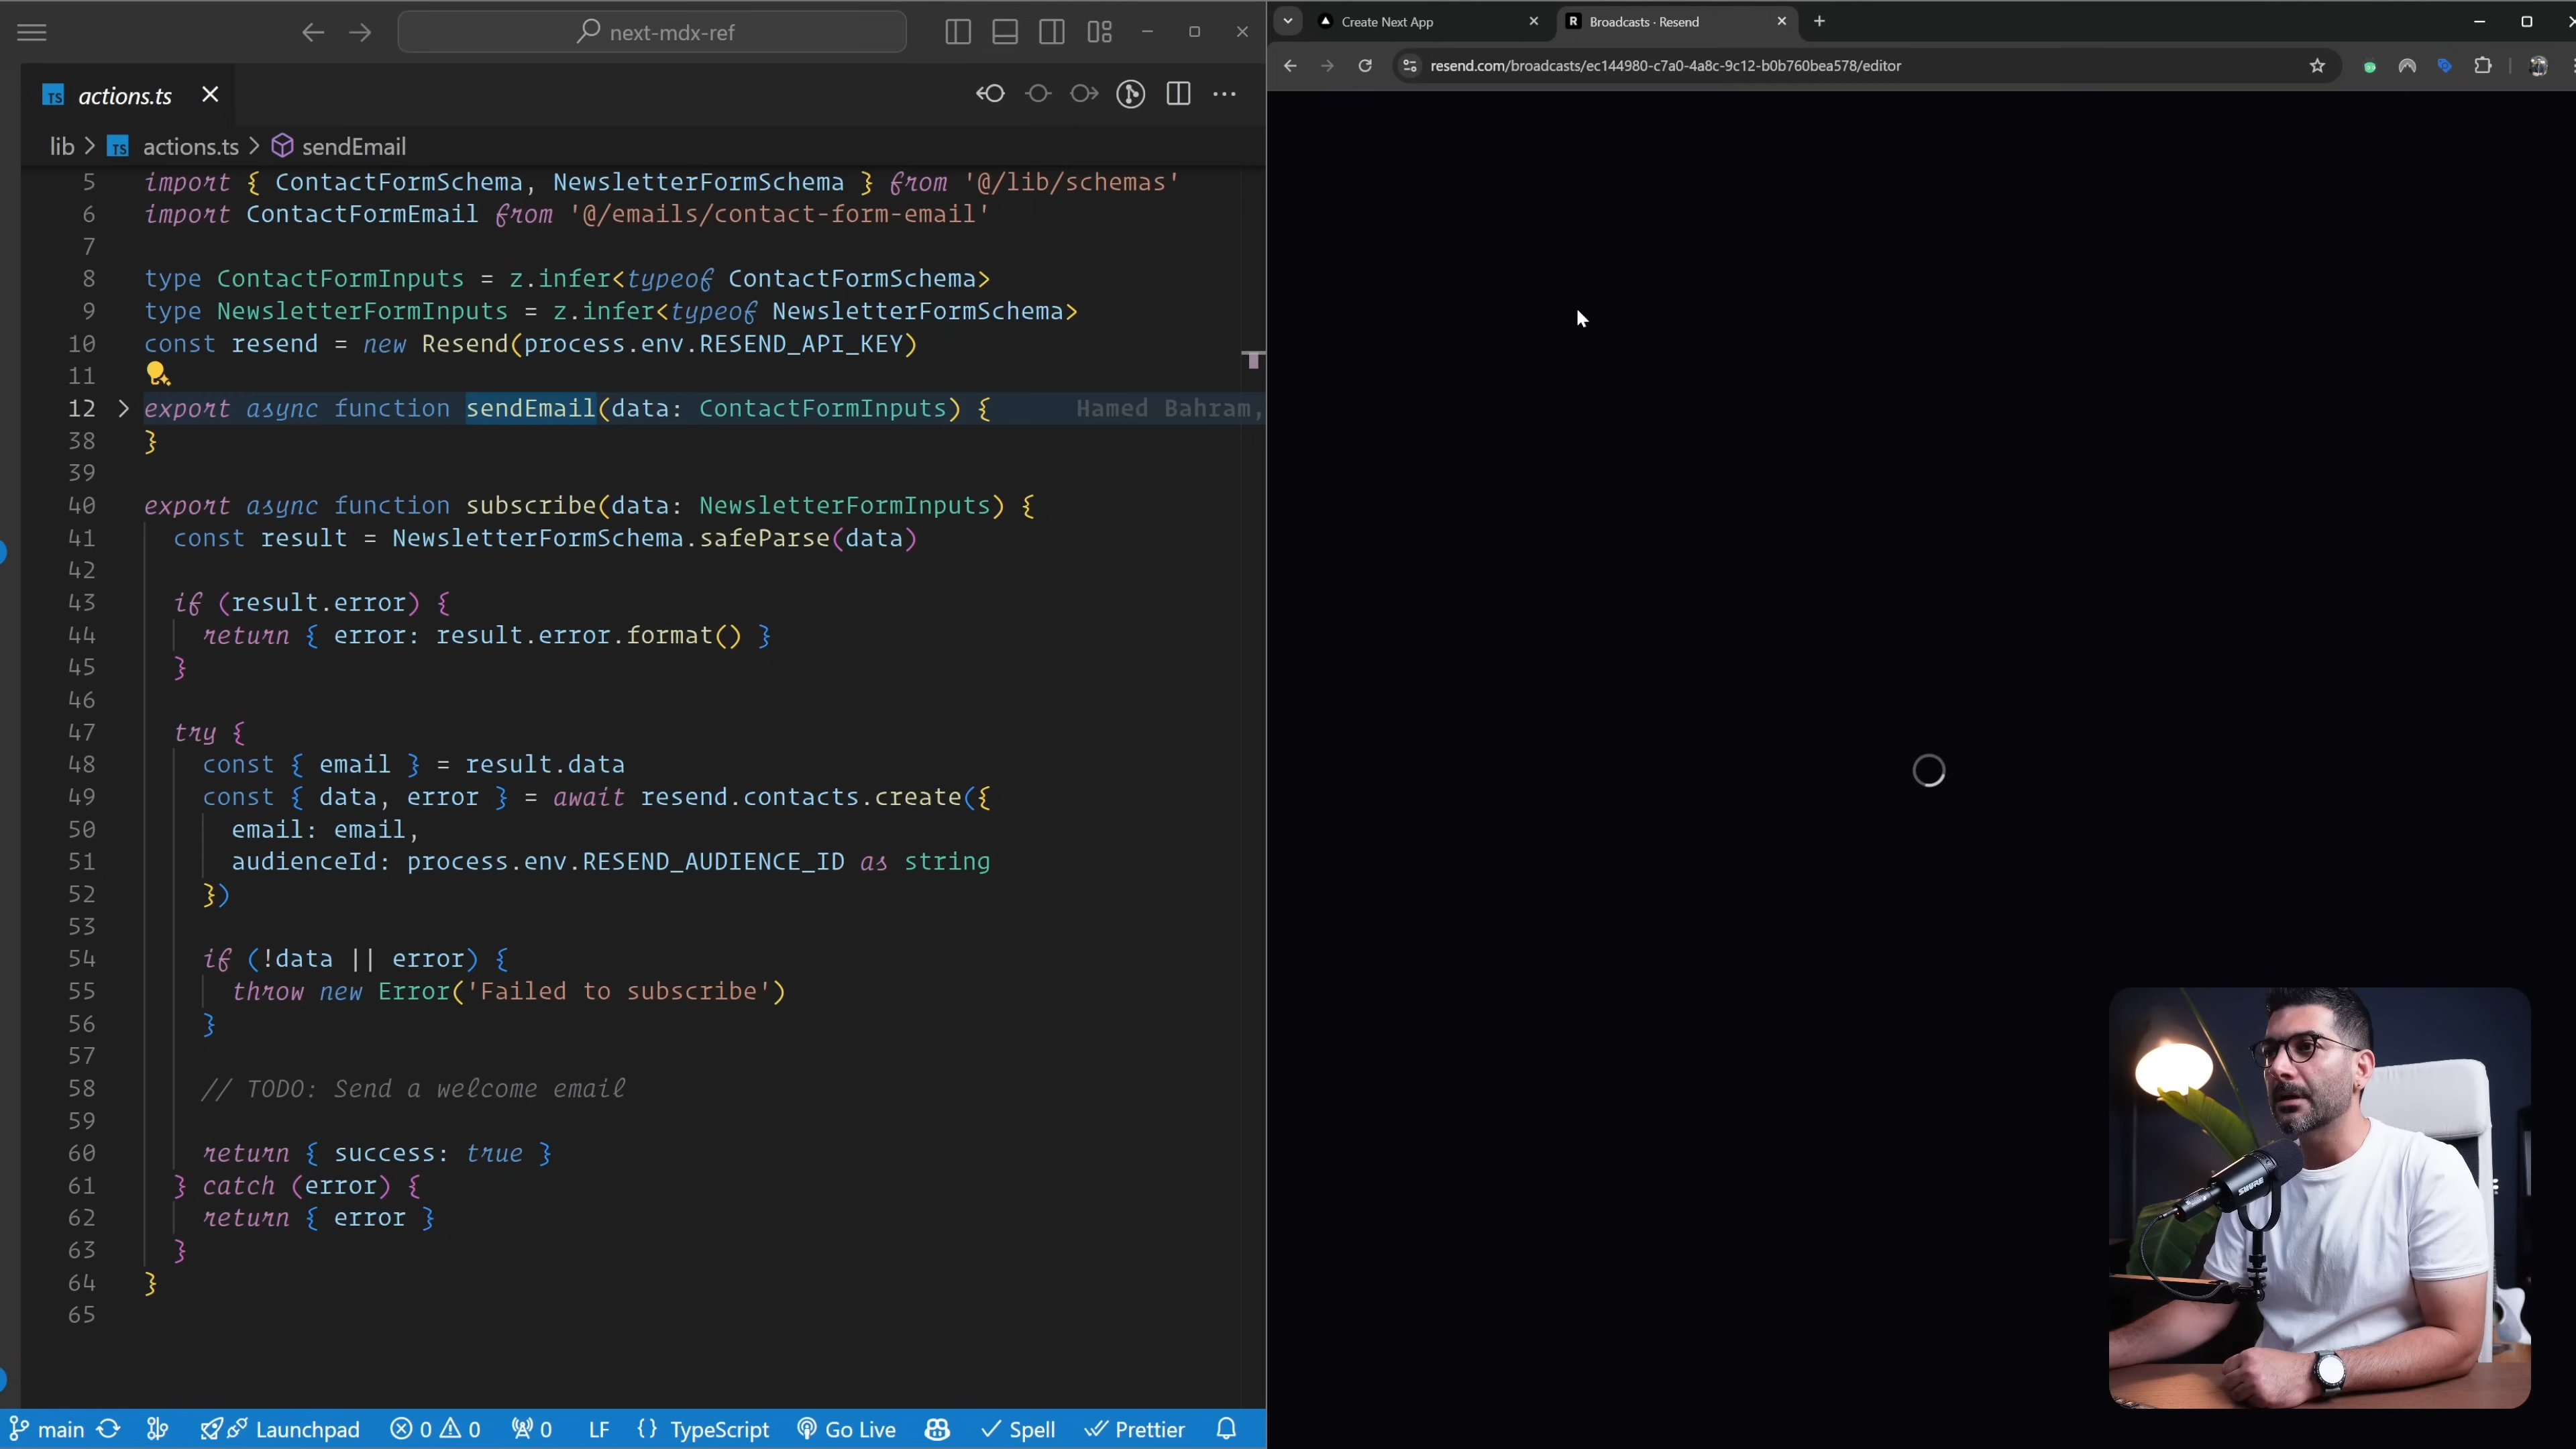 next-mdx-ref
Create Next App
Broadcasts · Resend
resend.com/broadcasts/ec144980-c7a0-4a8c-9c12-b0b760bea578/editor
TS actions.ts
lib > TS actions.ts > sendEmail
5 import { ContactFormSchema, NewsletterFormSchema } from '@/lib/schemas'
6 import ContactFormEmail from '@/emails/contact-form-email'
7
8 type ContactFormInputs = z.infer<typeof ContactFormSchema>
9 type NewsletterFormInputs = z.infer<typeof NewsletterFormSchema>
10 const resend = new Resend(process.env.RESEND_API_KEY)
11
12 export async function sendEmail(data: ContactFormInputs) { Hamed Bahram,
38 }
39
40 export async function subscribe(data: NewsletterFormInputs) {
41 const result = NewsletterFormSchema.safeParse(data)
42
43 if (result.error) {
44 return { error: result.error.format() }
45 }
46
47 try {
48 const { email } = result.data
49 const { data, error } = await resend.contacts.create({
50 email: email,
51 audienceId: process.env.RESEND_AUDIENCE_ID as string
52 })
53
54 if (!data || error) {
55 throw new Error('Failed to subscribe')
56 }
57
58 // TODO: Send a welcome email
59
60 return { success: true }
61 } catch (error) {
62 return { error }
63 }
64 }
65
SHURE
main Launchpad 0 0 0 LF {} TypeScript Go Live Spell Prettier